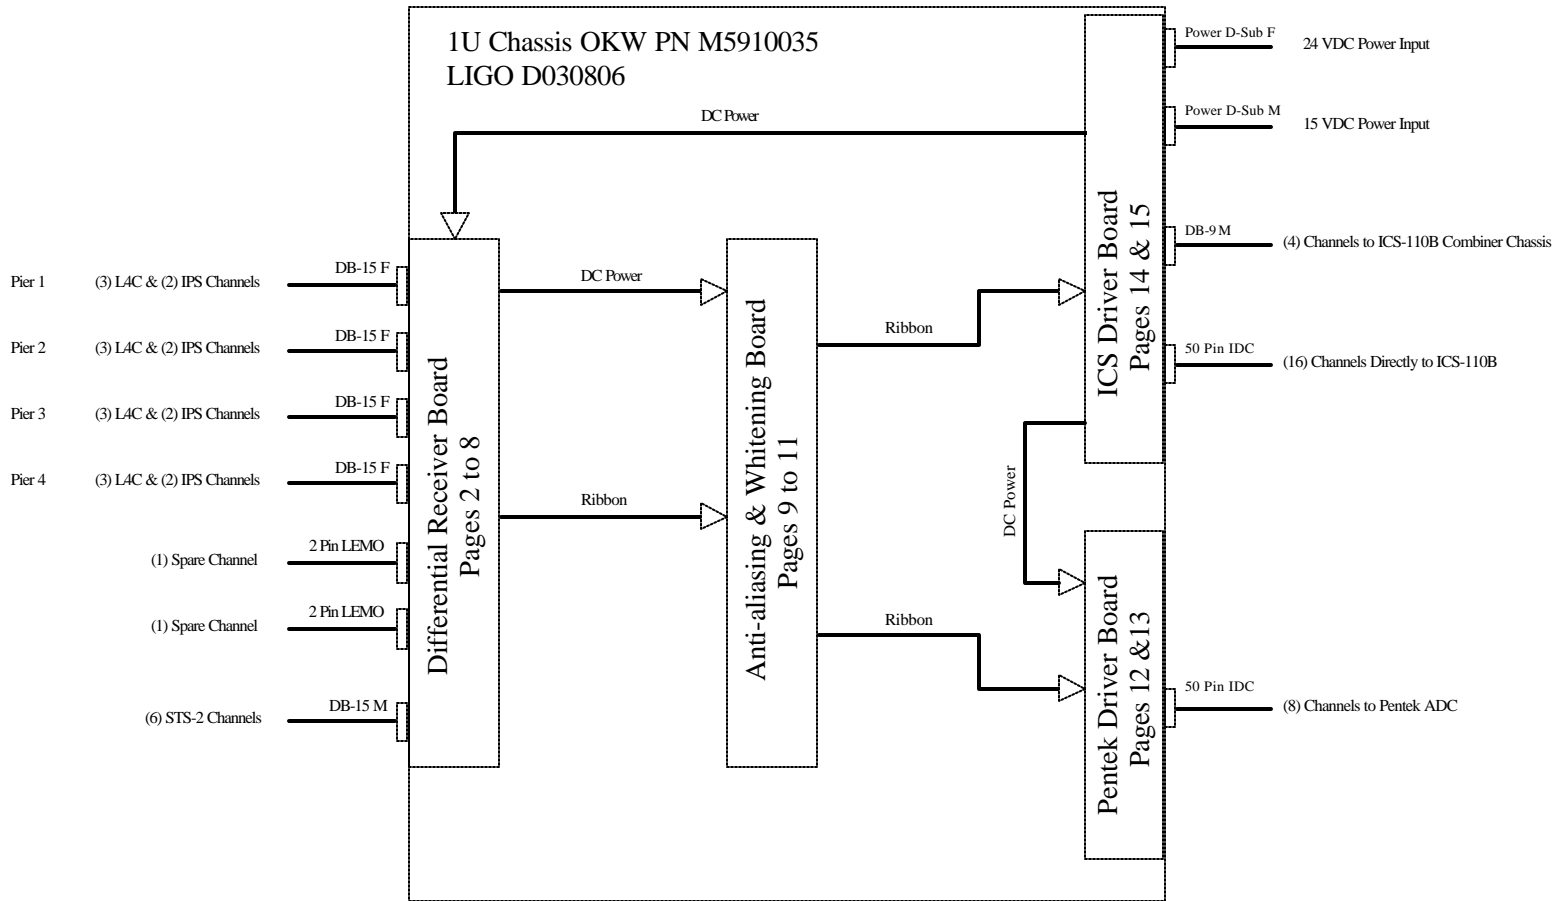 1U Chassis OKW PN M5910035
LIGO D030806
DC Power
Power D-Sub F
24 VDC Power Input
Power D-Sub M
15 VDC Power Input
DB-9 M
(4) Channels to ICS-110B Combiner Chassis
50 Pin IDC
(16) Channels Directly to ICS-110B
ICS Driver Board
Pages 14 & 15
Pier 1
(3) L4C & (2) IPS Channels
DB-15 F
Pier 2
(3) L4C & (2) IPS Channels
DB-15 F
Pier 3
(3) L4C & (2) IPS Channels
DB-15 F
Pier 4
(3) L4C & (2) IPS Channels
DB-15 F
(1) Spare Channel
2 Pin LEMO
(1) Spare Channel
2 Pin LEMO
(6) STS-2 Channels
DB-15 M
Differential Receiver Board
Pages 2 to 8
DC Power
Ribbon
Anti-aliasing & Whitening Board
Pages 9 to 11
Ribbon
Ribbon
DC Power
Pentek Driver Board
Pages 12 &13
50 Pin IDC
(8) Channels to Pentek ADC